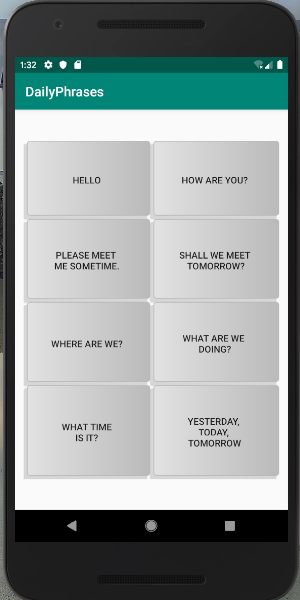 1:32
DailyPhrases
HELLO
HOW ARE YOU?
PLEASE MEET
ME SOMETIME.
SHALL WE MEET
TOMORROW?
WHERE ARE WE?
WHAT ARE WE
DOING?
WHAT TIME
IS IT?
YESTERDAY,
TODAY,
TOMORROW